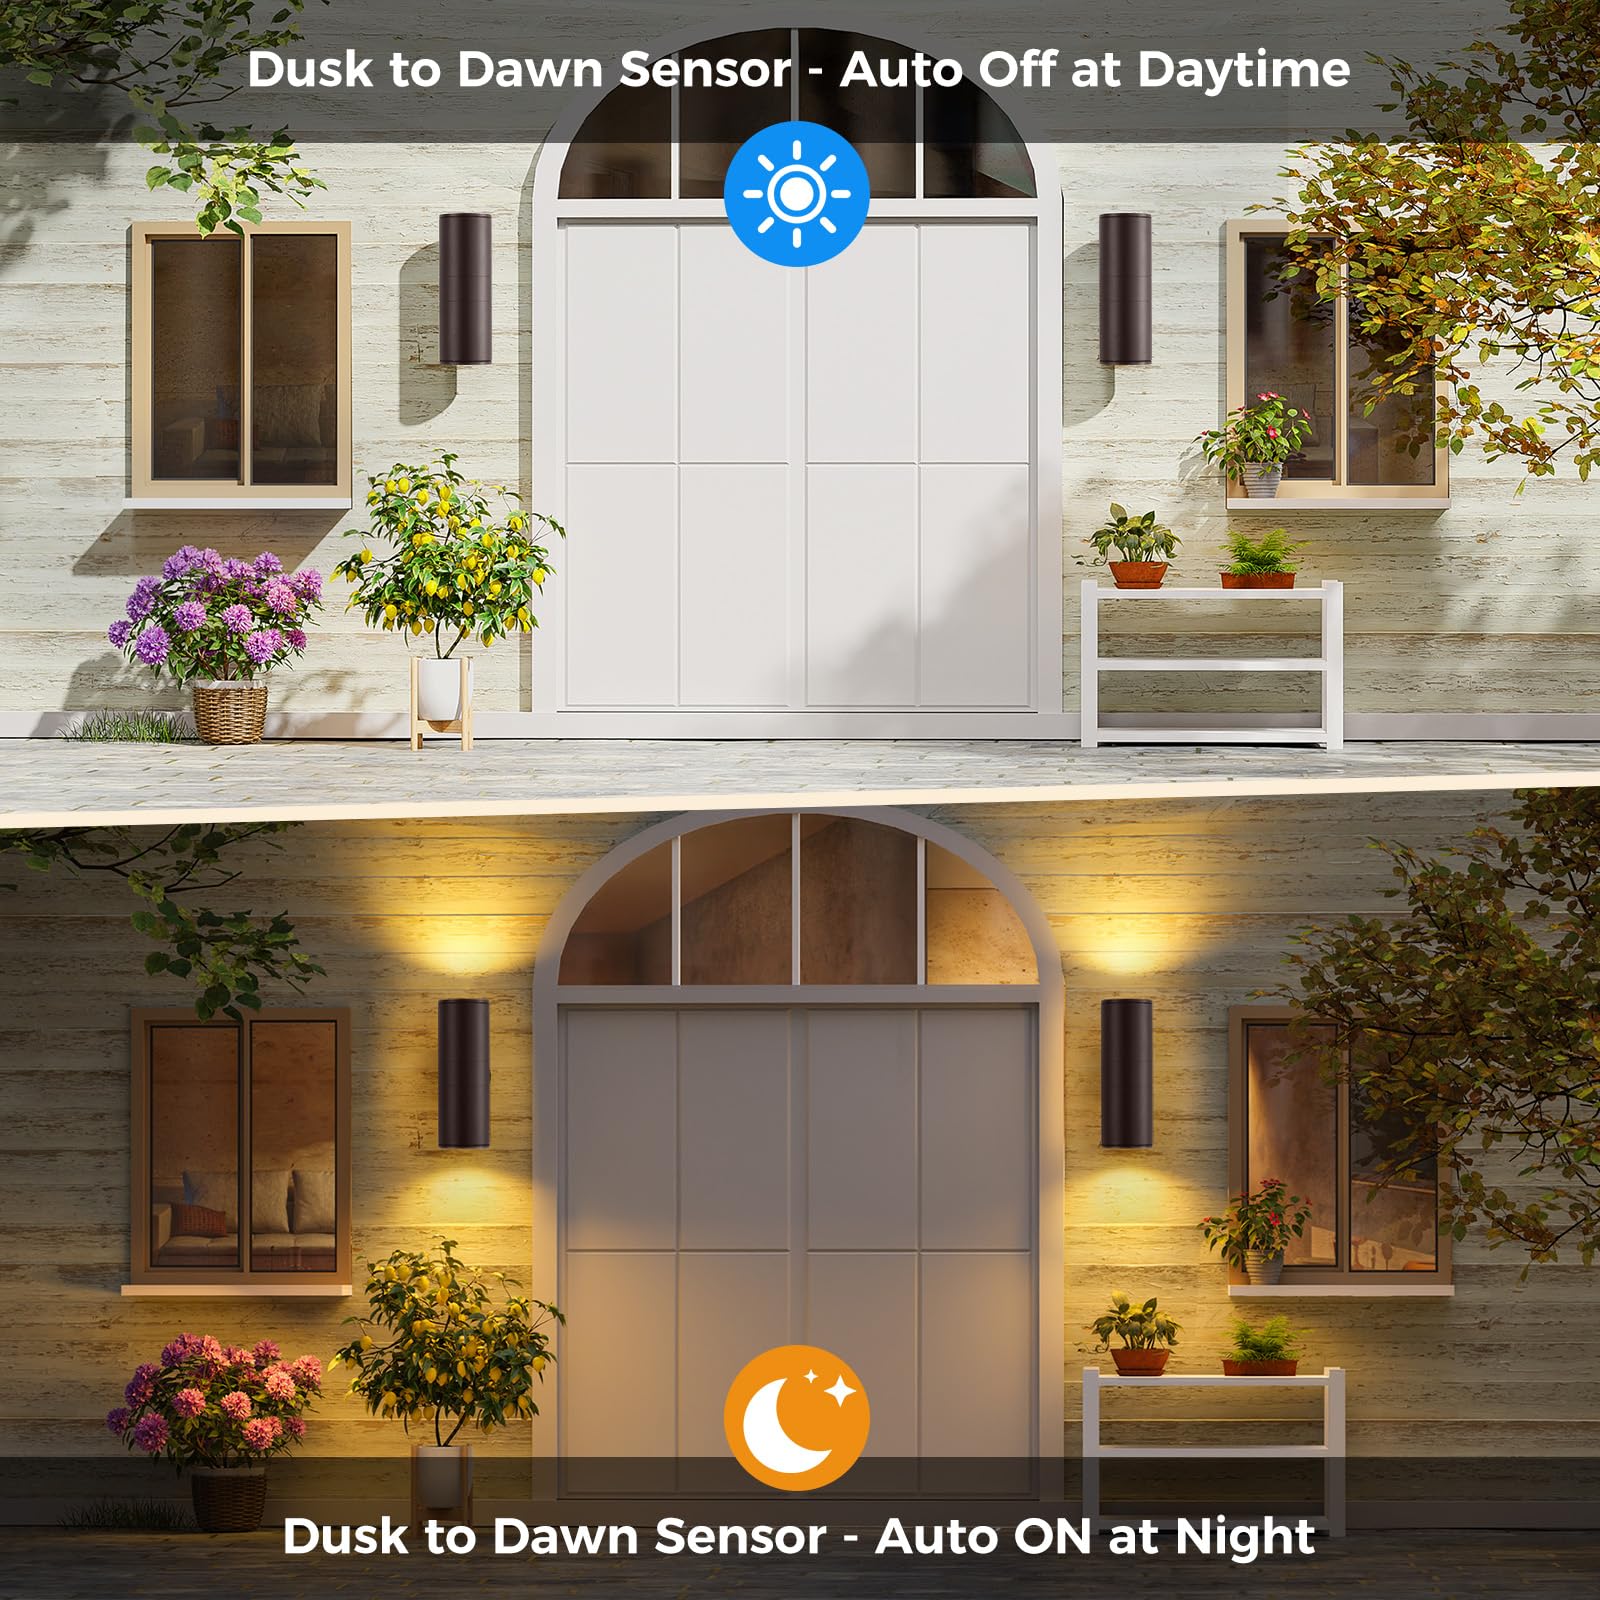 Dusk to Dawn Sensor - Auto Off at Daytime
Dusk to Dawn Sensor - Auto ON at Night